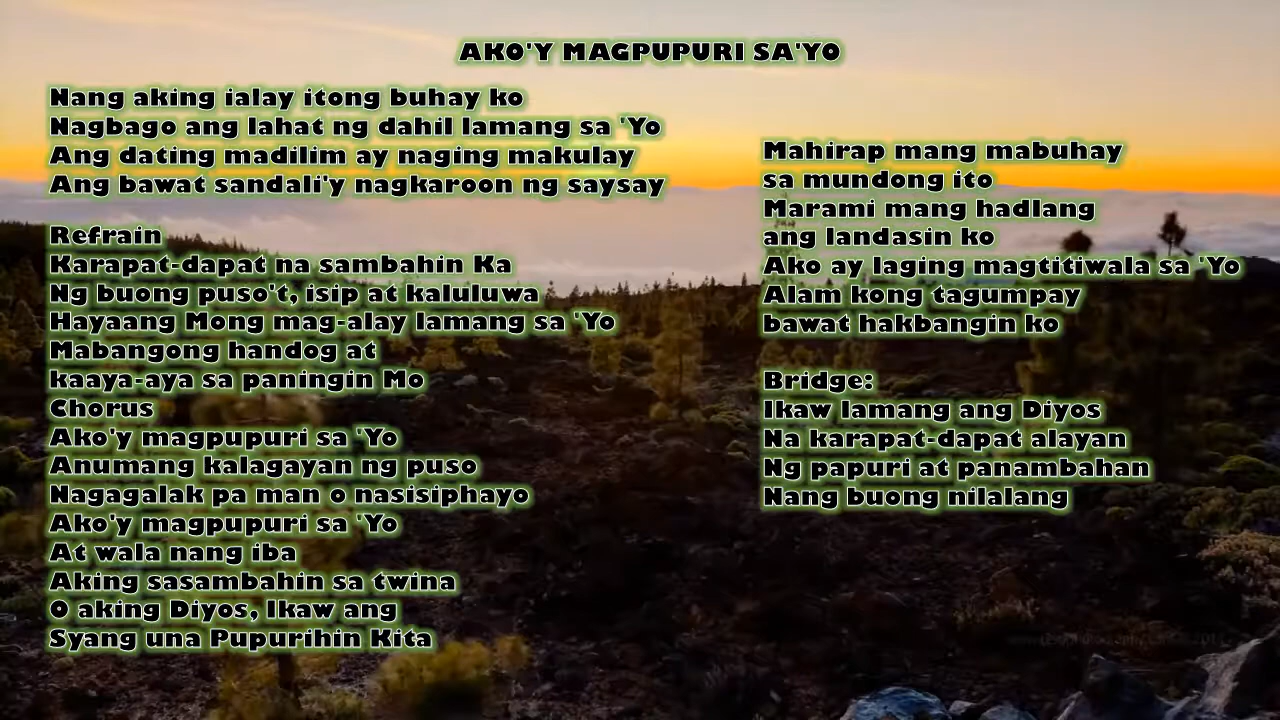 AKO'Y MAGPUPURI SA'YO
Nang aking ialay itong buhay ko
Nagbago ang lahat ng dahil lamang sa 'Yo
Ang dating madilim ay naging makulay
Ang bawat sandali'y nagkaroon ng saysay
Refrain
Karapat-dapat na sambahin Ka
Ng buong puso't, isip at kaluluwa
Hayaang Mong mag-alay lamang sa 'Yo
Mabangong handog at
kaaya-aya sa paningin Mo
Chorus
Ako'y magpupuri sa 'Yo
Anumang kalagayan ng puso
Nagagalak pa man o nasisiphayo
Ako'y magpupuri sa 'Yo
At wala nang iba
Aking sasambahin sa twina
O aking Diyos, Ikaw ang
Syang una Pupurihin Kita
Mahirap mang mabuhay
sa mundong ito
Marami mang hadlang
ang landasin ko
Ako ay laging magtitiwala sa 'Yo
Alam kong tagumpay
bawat hakbangin ko
Bridge:
Ikaw lamang ang Diyos
Na karapat-dapat alayan
Ng papuri at panambahan
Nang buong nilalang